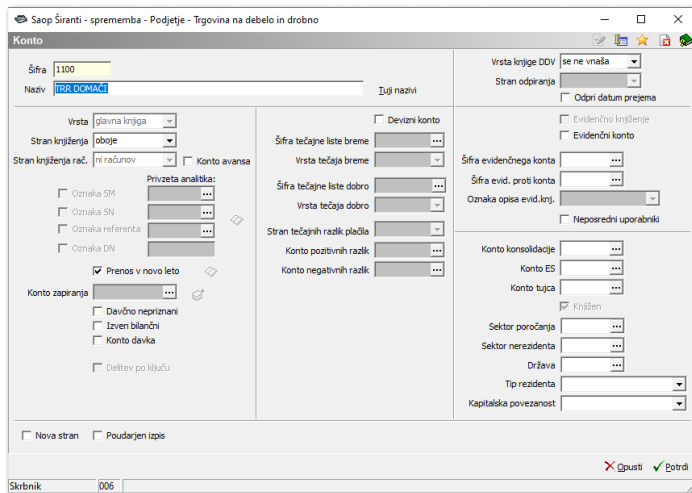 Saop Širanti - sprememba - Podjetje - Trgovina na debelo in drobno
Konto
Šifra 1100
Naziv TRR DOMAČI
Tuji nazivi
Vrsta knjige DDV se ne vnaša
Stran odpiranja
Odpri datum prejema
Vrsta glavna knjiga
Stran knjiženja oboje
Stran knjiženja rač. ni računov Konto avansa
Privzeta analitika:
Oznaka SM
Oznaka SN
Oznaka referenta
Oznaka DN
Prenos v novo leto
Konto zapiranja
Davčno nepriznani
Izven bilančni
Konto davka
Delitev po ključu
Devizni konto
Šifra tečajne liste breme
Vrsta tečaja breme
Šifra tečajne liste dobro
Vrsta tečaja dobro
Stran tečajnih razlik plačila
Konto pozitivnih razlik
Konto negativnih razlik
Evidenčno knjiženje
Evidenčni konto
Šifra evidenčnega konta
Šifra evid. proti konta
Oznaka opisa evid.knj.
Neposredni uporabniki
Konto konsolidacije
Konto ES
Konto tujca
Knjižen
Sektor poročanja
Sektor nerezidenta
Država
Tip rezidenta
Kapitalska povezanost
Nova stran Poudarjen izpis
Opusti Potrdi
Skrbnik 006